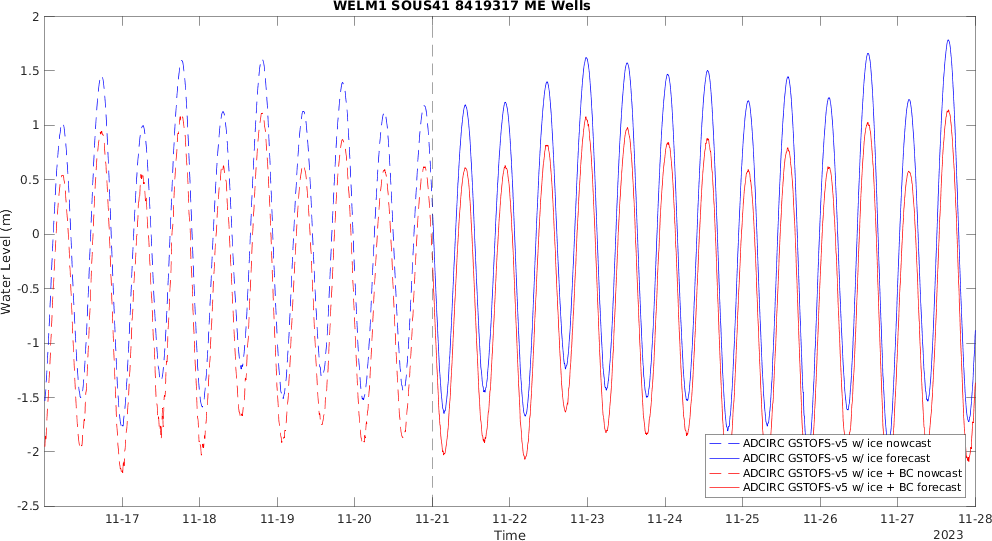 WELM1 SOUS41 8419317 ME Wells
2
1.5
1
0.5
0
-0.5
-1
-1.5
-2
-2.5
Water Level (m)
ADCIRC GSTOFS-v5 w/ ice nowcast
ADCIRC GSTOFS-v5 w/ ice forecast
ADCIRC GSTOFS-v5 w/ ice + BC nowcast
ADCIRC GSTOFS-v5 w/ ice + BC forecast
11-17 11-18 11-19 11-20 11-21 11-22 11-23 11-24 11-25 11-26 11-27 11-28
Time
2023